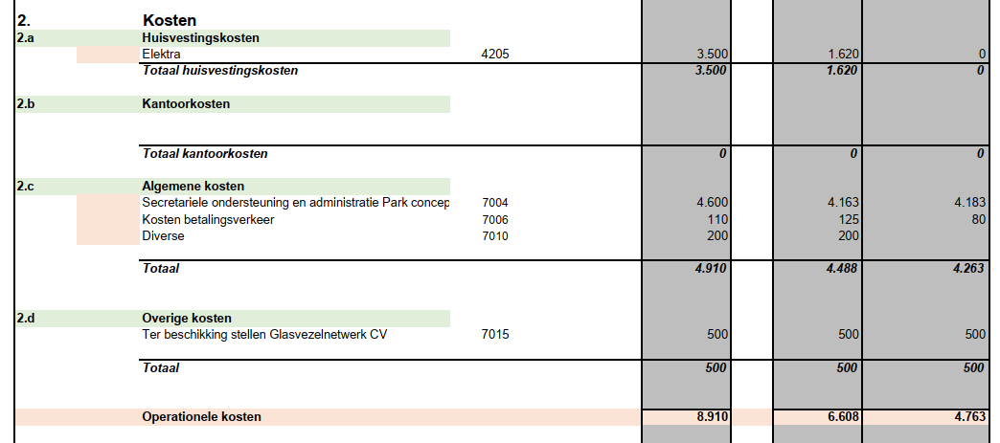 2. Kosten
2.a Huisvestingskosten
Elektra 4205 3.500 1.620 0
Totaal huisvestingskosten 3.500 1.620 0
2.b Kantoorkosten
Totaal kantoorkosten 0 0 0
2.c Algemene kosten
Secretariele ondersteuning en administratie Park concep 7004 4.600 4.163 4.183
Kosten betalingsverkeer 7006 110 125 80
Diverse 7010 200 200
Totaal 4.910 4.488 4.263
2.d Overige kosten
Ter beschikking stellen Glasvezelnetwerk CV 7015 500 500 500
Totaal 500 500 500
Operationele kosten 8.910 6.608 4.763